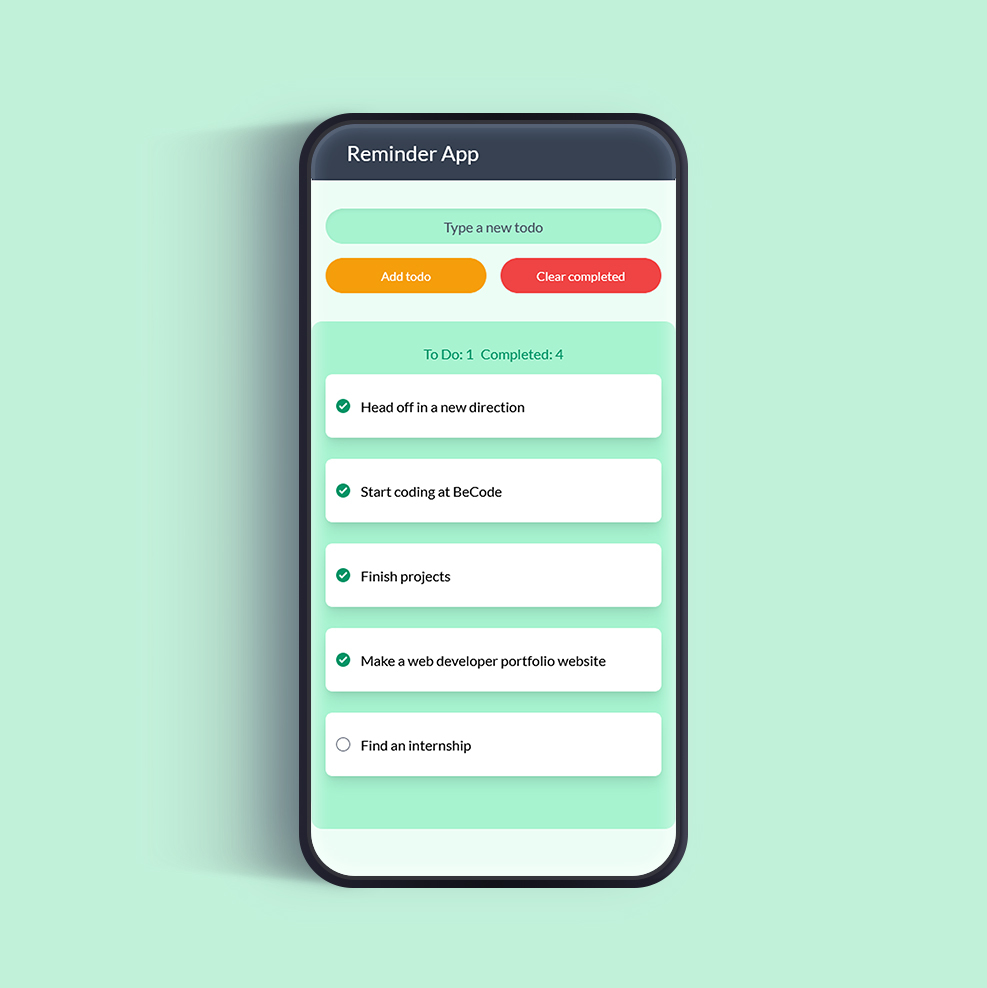 Reminder App
Type a new todo
Add todo
Clear completed
To Do: 1 Completed: 4
Head off in a new direction
Start coding at BeCode
Finish projects
Make a web developer portfolio website
Find an internship